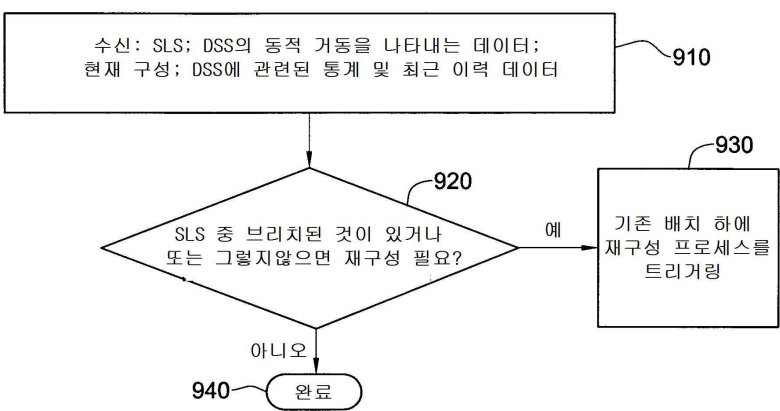 수신: SLS; DSS의 동적 거동을 나타내는 데이터;
현재 구성; DSS에 관련된 통계 및 최근 이력 데이터
910
920
SLS 중 브리치된 것이 있거나
또는 그렇지않으면 재구성 필요?
예
930
기존 배치 하에
재구성 프로세스를
트리거링
아니오
940
완료